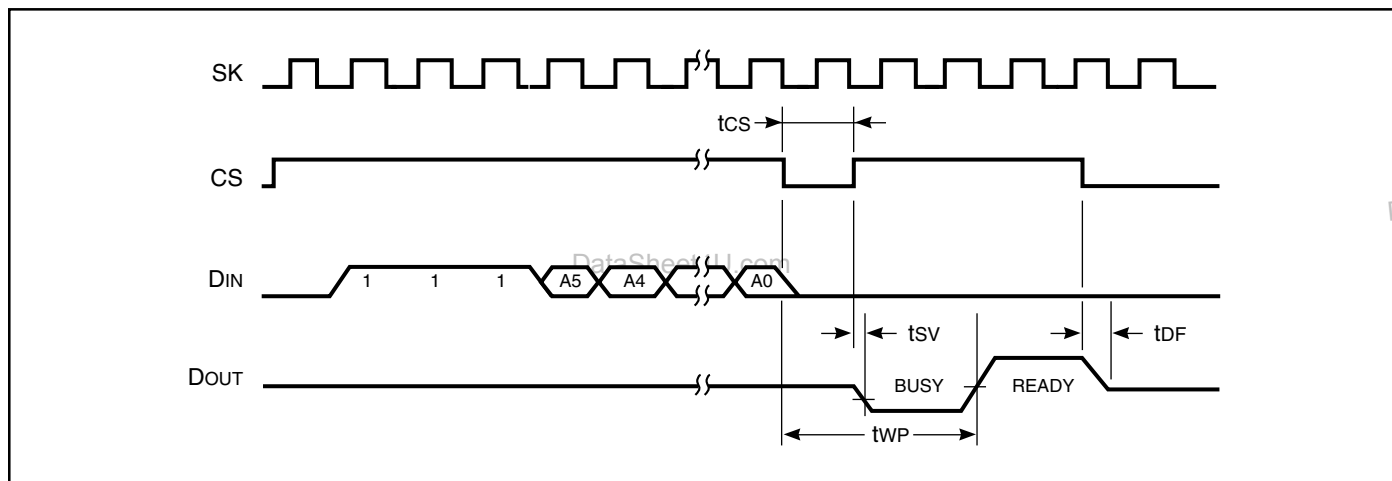 SK
tCS
CS
DataSheet4U.com
DIN
1 1 1 A5 A4 A0
tSV
tDF
DOUT
BUSY
READY
tWP